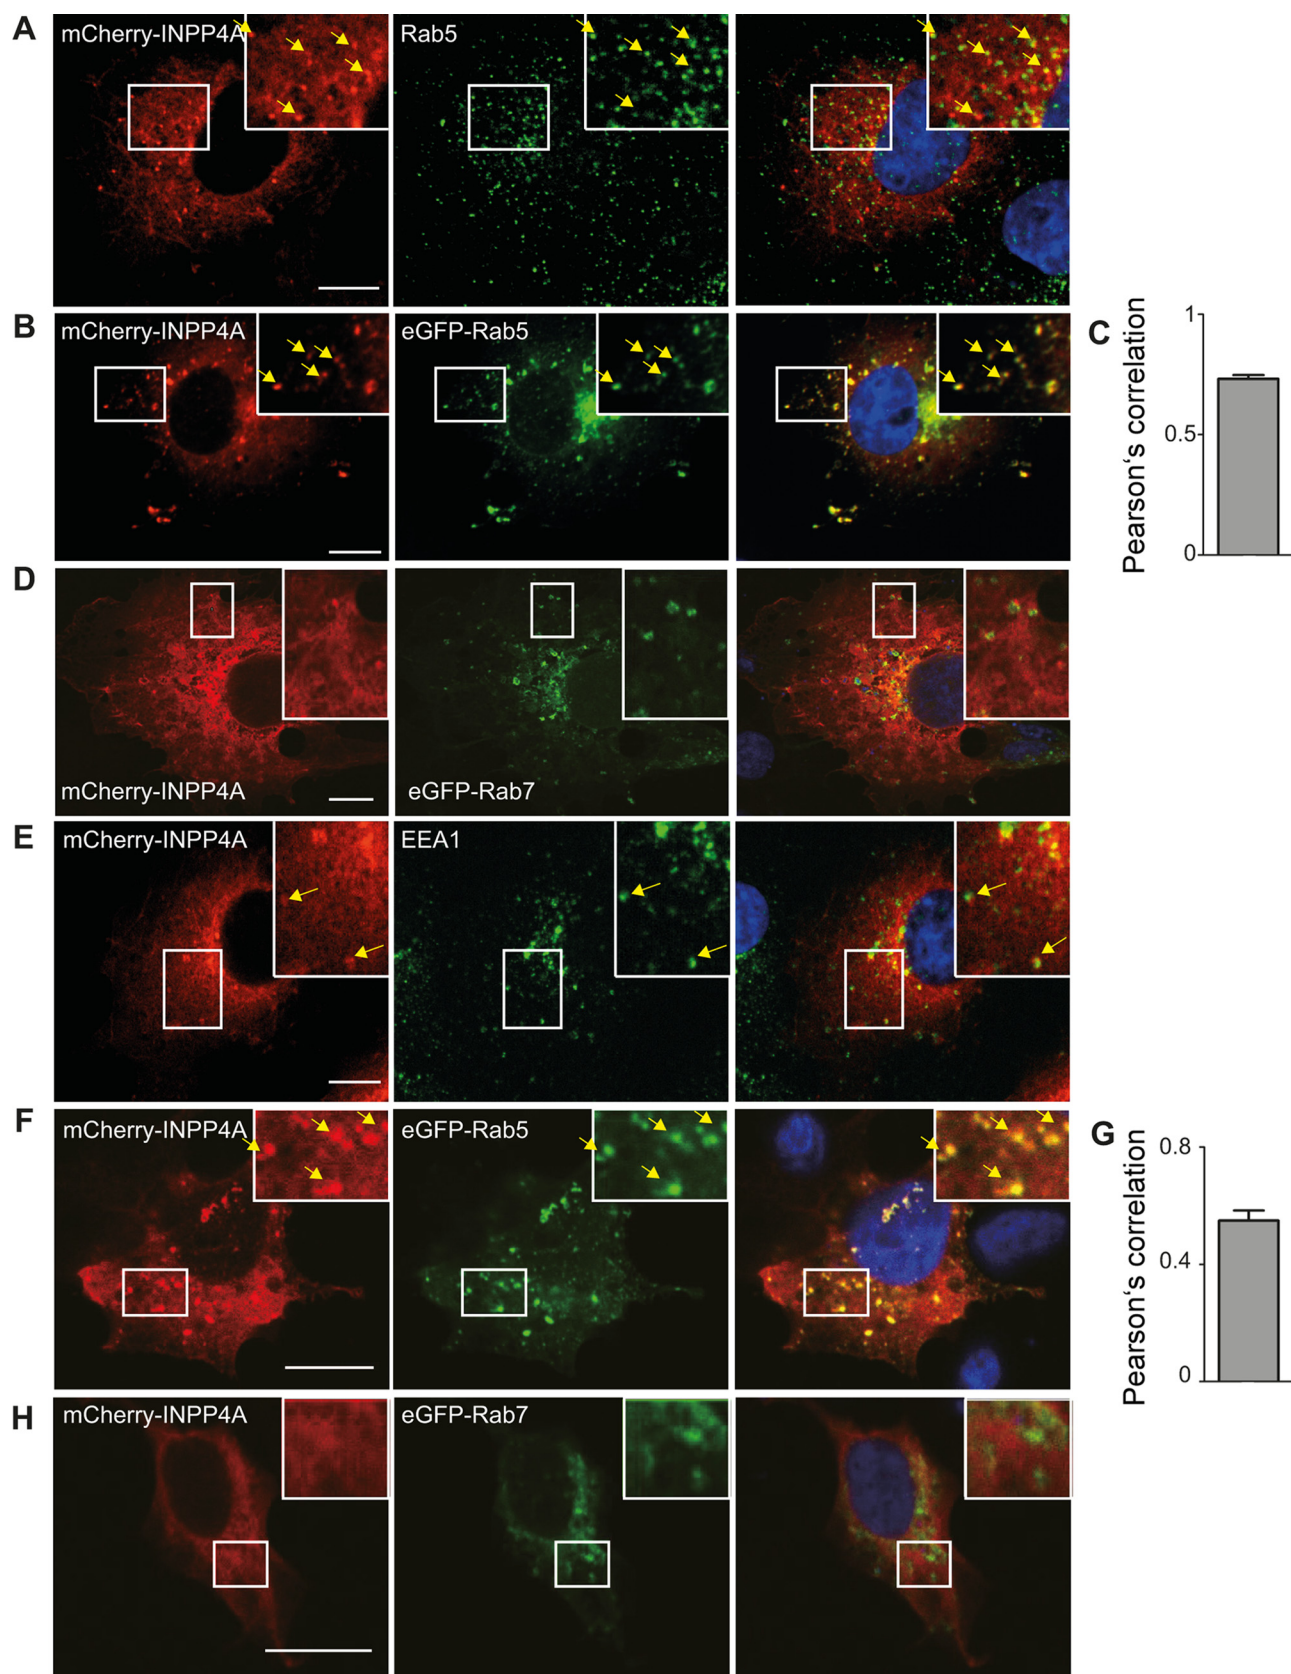 A
mCherry-INPP4A
Rab5
B
mCherry-INPP4A
eGFP-Rab5
C
Pearson‘s correlation
1
0.5
0
D
mCherry-INPP4A
eGFP-Rab7
E
mCherry-INPP4A
EEA1
F
mCherry-INPP4A
eGFP-Rab5
G
Pearson‘s correlation
0.8
0.4
0
H
mCherry-INPP4A
eGFP-Rab7